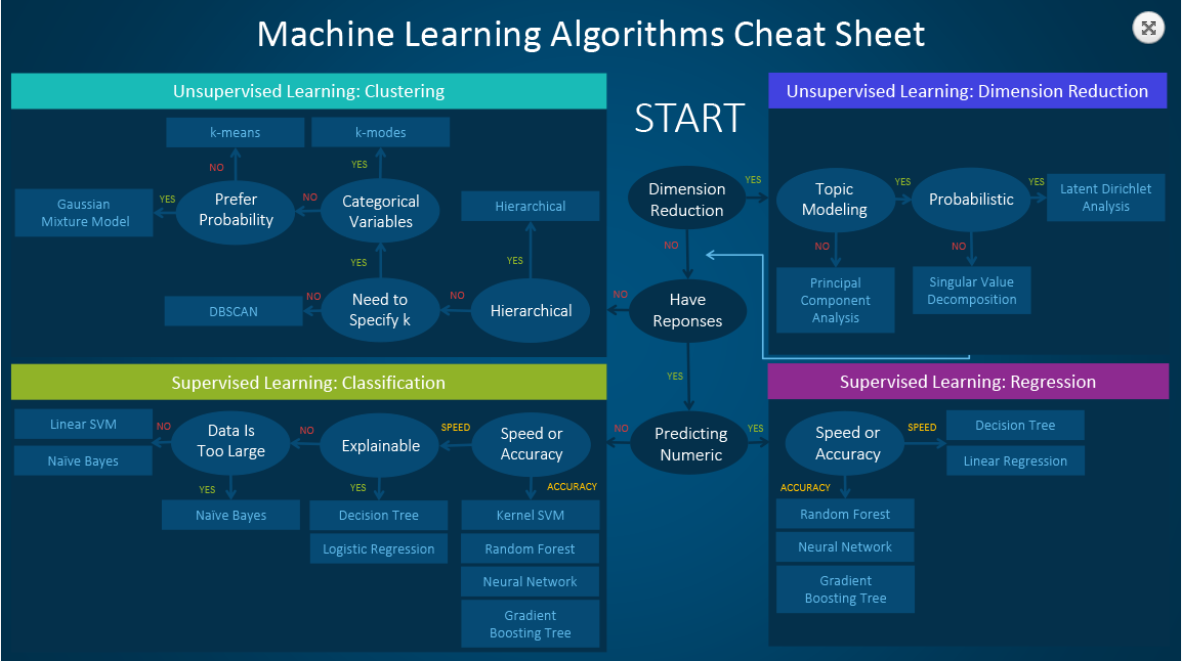 Machine Learning Algorithms Cheat Sheet
Unsupervised Learning: Clustering
k-means
k-modes
NO
YES
Gaussian
Mixture Model
YES
Prefer
Probability
NO
Categorical
Variables
Hierarchical
YES
YES
DBSCAN
NO
Need to
Specify k
NO
Hierarchical
START
Dimension
Reduction
YES
NO
NO
Have
Reponses
YES
NO
Predicting
Numeric
YES
Unsupervised Learning: Dimension Reduction
Topic
Modeling
YES
Probabilistic
YES
Latent Dirichlet
Analysis
NO
NO
Principal
Component
Analysis
Singular Value
Decomposition
Supervised Learning: Classification
Linear SVM
Naïve Bayes
NO
Data Is
Too Large
NO
Explainable
SPEED
Speed or
Accuracy
YES
YES
ACCURACY
Naïve Bayes
Decision Tree
Logistic Regression
Kernel SVM
Random Forest
Neural Network
Gradient
Boosting Tree
Supervised Learning: Regression
Speed or
Accuracy
SPEED
Decision Tree
Linear Regression
ACCURACY
Random Forest
Neural Network
Gradient
Boosting Tree